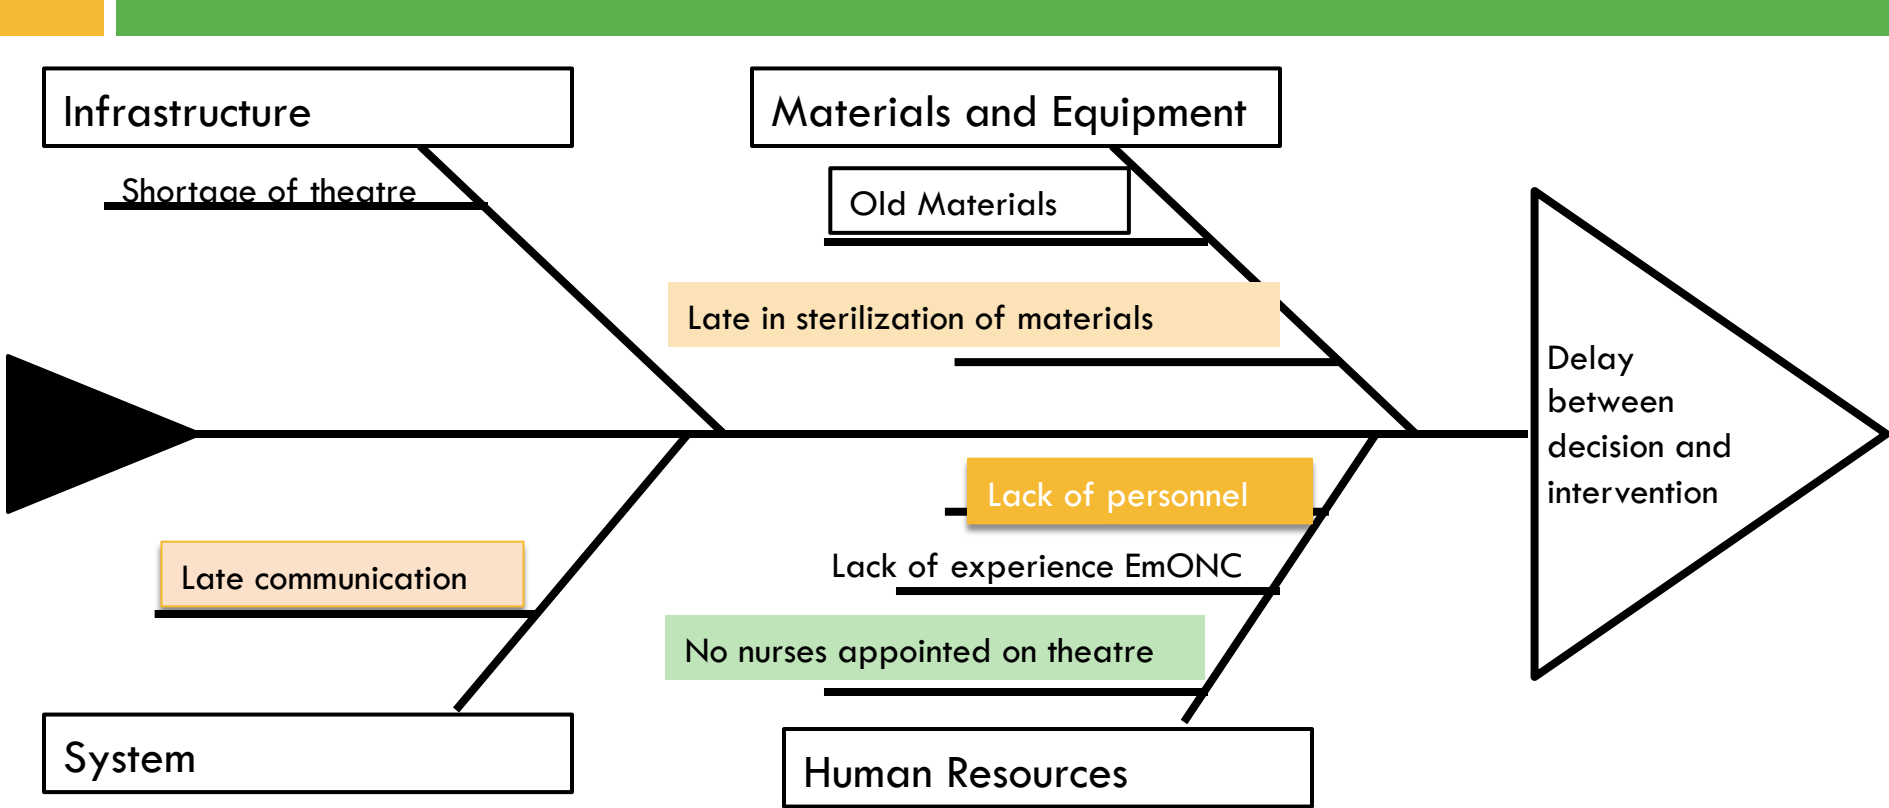 Infrastructure
Materials and Equipment
Shortage of theatre
Old Materials
Late in sterilization of materials
Delay
between
decision and
intervention
Lack of personnel
Late communication
Lack of experience EmONC
No nurses appointed on theatre
System
Human Resources